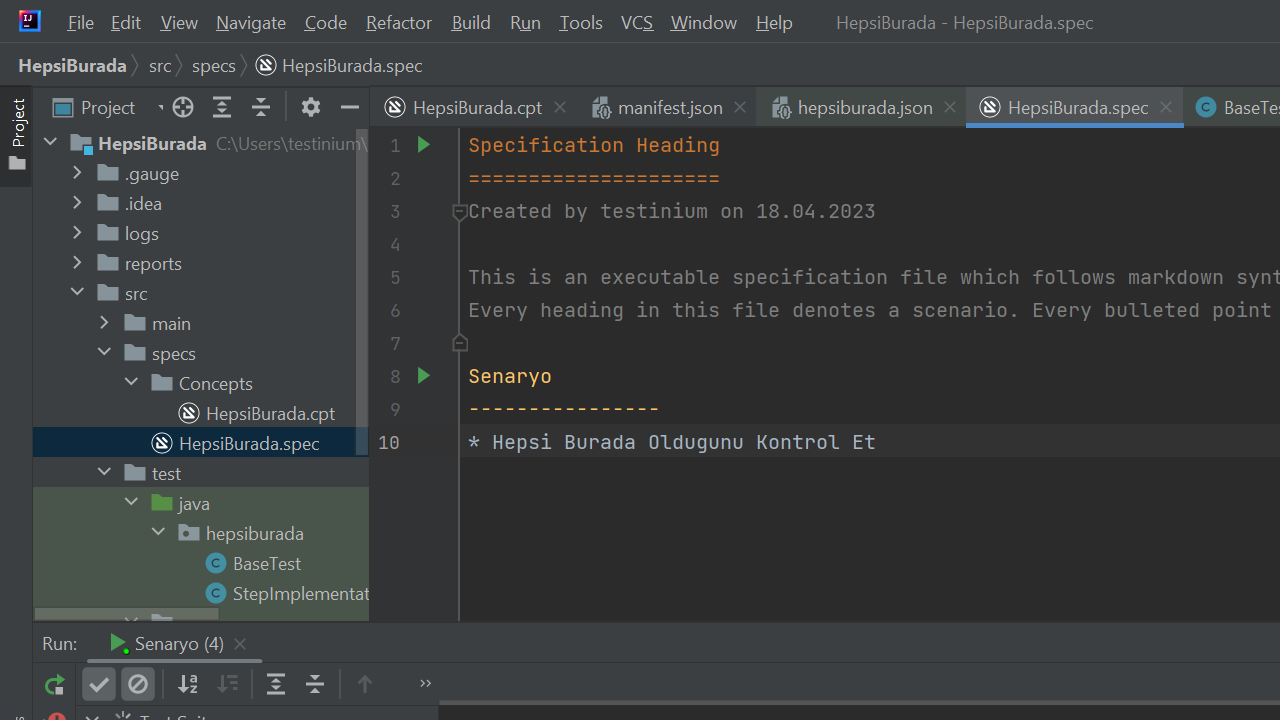 File Edit View Navigate Code Refactor Build Run Tools VCS Window Help HepsiBurada - HepsiBurada.spec
HepsiBurada src specs HepsiBurada.spec
Project
Project
HepsiBurada.cpt manifest.json hepsiburada.json HepsiBurada.spec BaseTes
HepsiBurada C:\Users\testinium\
.gauge
.idea
logs
reports
src
main
specs
Concepts
HepsiBurada.cpt
HepsiBurada.spec
test
java
hepsiburada
BaseTest
StepImplementat
1 Specification Heading
2 =====================
3 Created by testinium on 18.04.2023
4
5 This is an executable specification file which follows markdown synt
6 Every heading in this file denotes a scenario. Every bulleted point
7
8 Senaryo
9 ----------------
10 * Hepsi Burada Oldugunu Kontrol Et
Run: Senaryo (4)